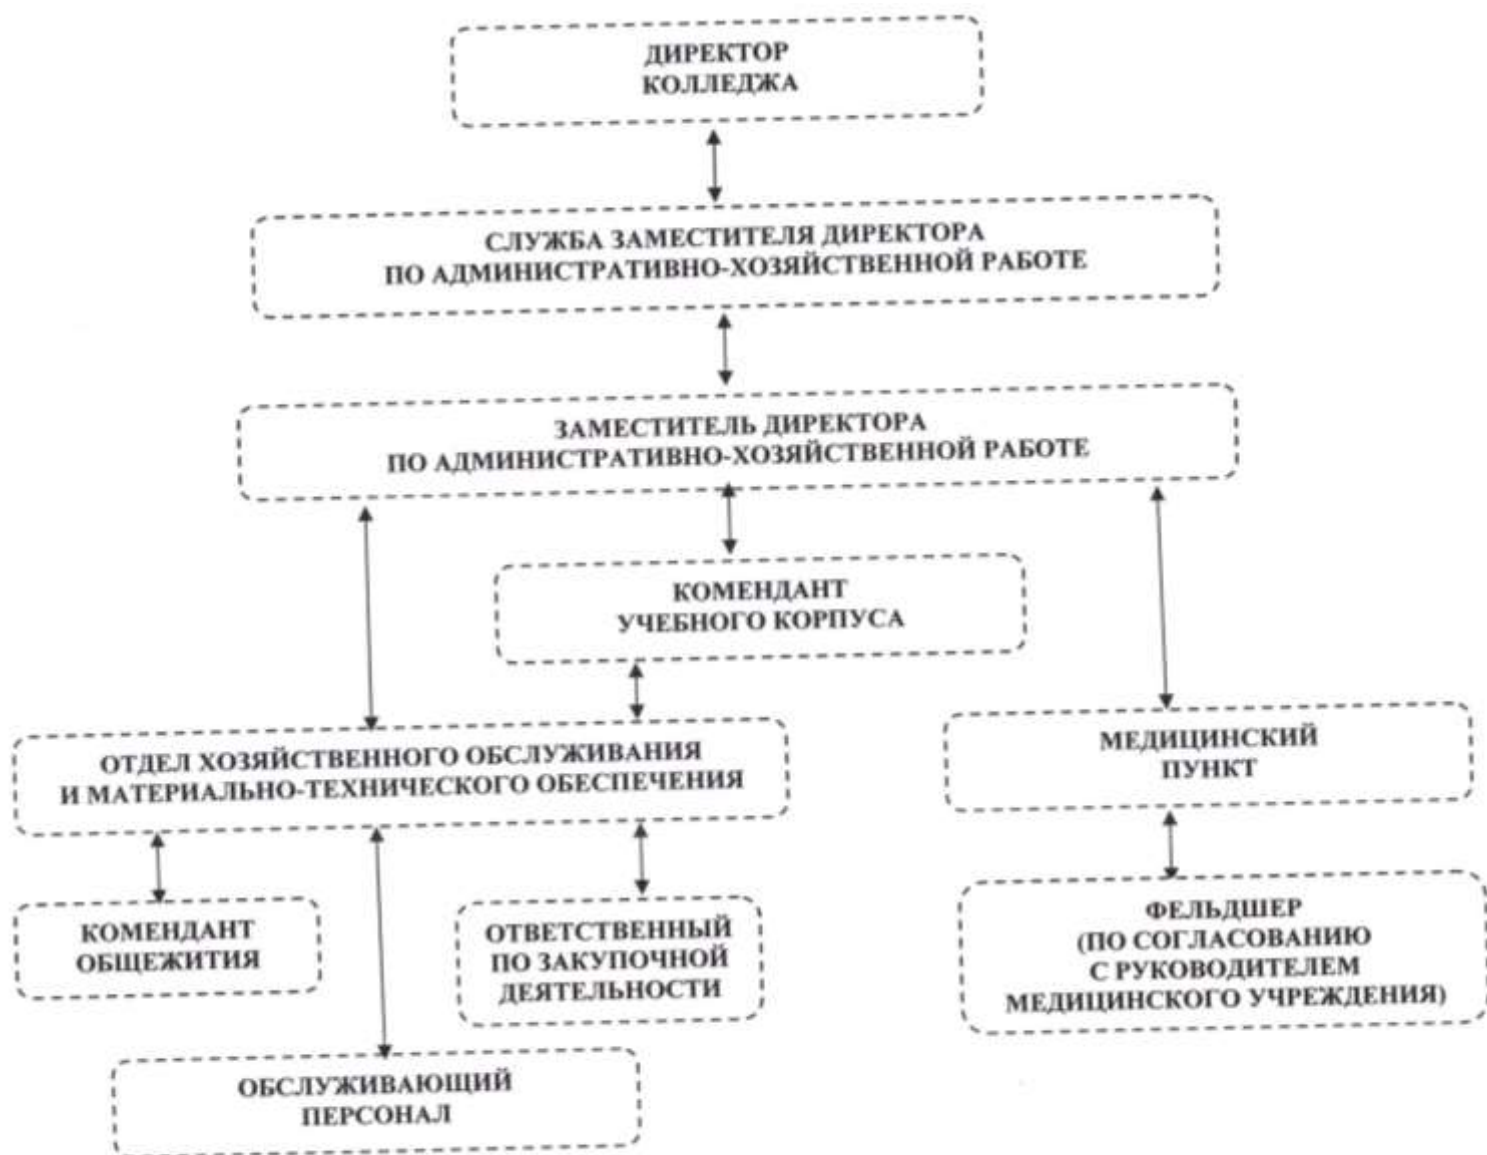 ДИРЕКТОР
КОЛЛЕДЖА
СЛУЖБА ЗАМЕСТИТЕЛЯ ДИРЕКТОРА
ПО АДМИНИСТРАТИВНО-ХОЗЯЙСТВЕННОЙ РАБОТЕ
ЗАМЕСТИТЕЛЬ ДИРЕКТОРА
ПО АДМИНИСТРАТИВНО-ХОЗЯЙСТВЕННОЙ РАБОТЕ
КОМЕНДАНТ
УЧЕБНОГО КОРПУСА
ОТДЕЛ ХОЗЯЙСТВЕННОГО ОБСЛУЖИВАНИЯ
И МАТЕРИАЛЬНО-ТЕХНИЧЕСКОГО ОБЕСПЕЧЕНИЯ
МЕДИЦИНСКИЙ
ПУНКТ
КОМЕНДАНТ
ОБЩЕЖИТИЯ
ОТВЕТСТВЕННЫЙ
ПО ЗАКУПОЧНОЙ
ДЕЯТЕЛЬНОСТИ
ФЕЛЬДШЕР
(ПО СОГЛАСОВАНИЮ
С РУКОВОДИТЕЛЕМ
МЕДИЦИНСКОГО УЧРЕЖДЕНИЯ)
ОБСЛУЖИВАЮЩИЙ
ПЕРСОНАЛ